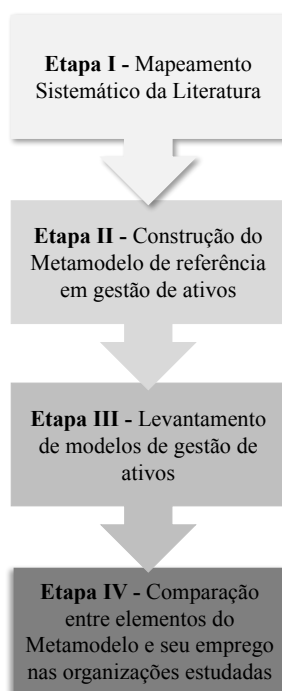 Etapa I - Mapeamento
Sistemático da Literatura
Etapa II - Construção do
Metamodelo de referência
em gestão de ativos
Etapa III - Levantamento
de modelos de gestão de
ativos
Etapa IV - Comparação
entre elementos do
Metamodelo e seu emprego
nas organizações estudadas